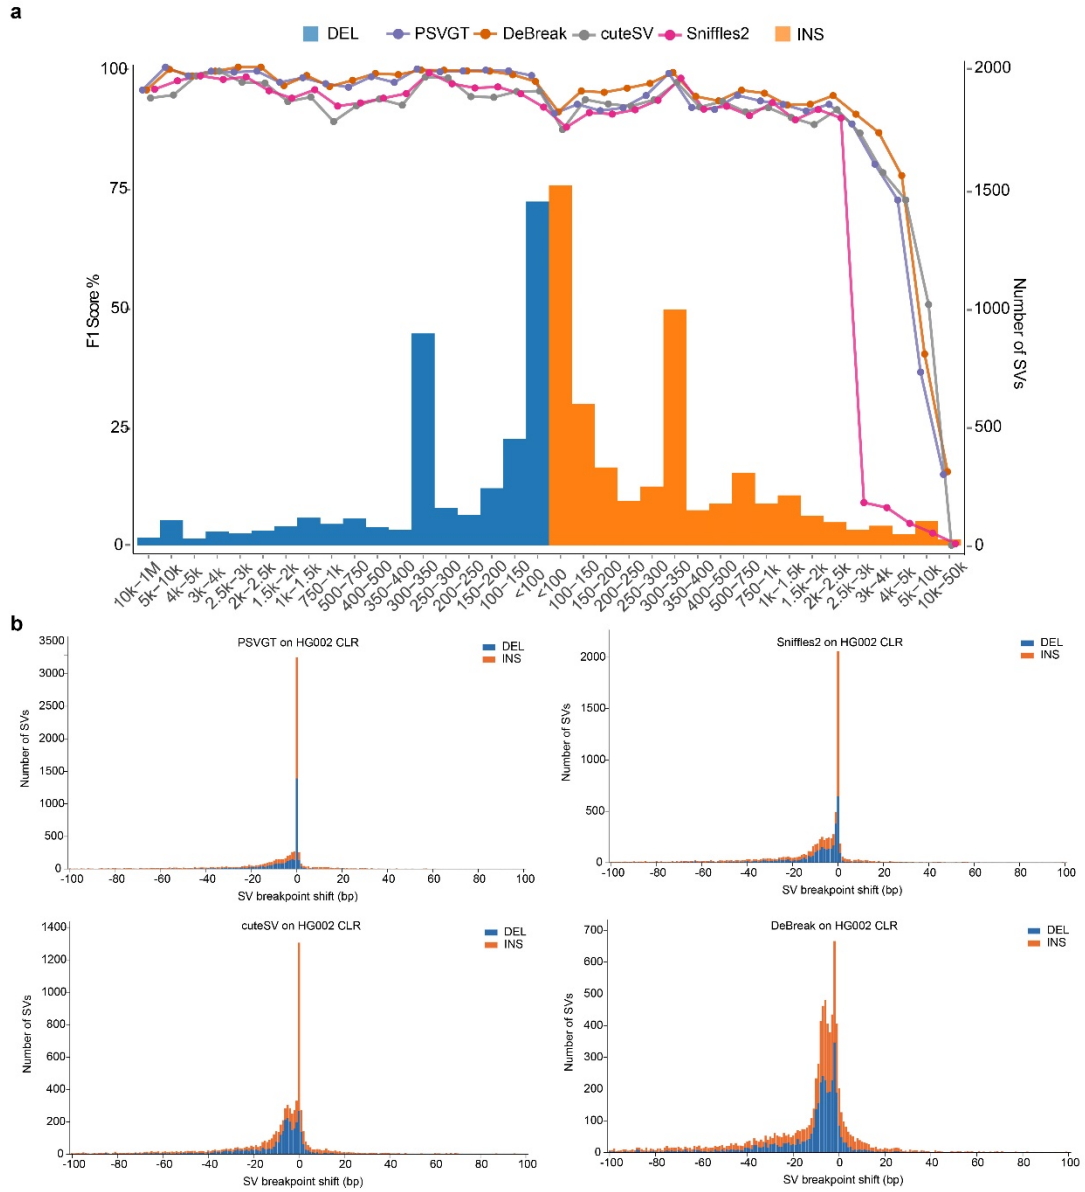 a
DEL PSVGT DeBreak cuteSV Sniffles2 INS
100
75
50
25
0
F1 Score %
2000
1500
1000
500
0
Number of SVs
10k−1M 5k−10k 4k−5k 3k−4k 2.5k−3k 2k−2.5k 1.5k−2k 1k−1.5k 750−1k 500−750 400−500 350−400 300−350 250−300 200−250 150−200 100−150 <100 <100 100−150 150−200 200−250 250−300 300−350 350−400 400−500 500−750 750−1k 1k−1.5k 1.5k−2k 2k−2.5k 2.5k−3k 3k−4k 4k−5k 5k−10k 10k−50k
b
PSVGT on HG002 CLR
DEL
INS
3500
3000
2500
2000
1500
1000
500
0
Number of SVs
-100 -80 -60 -40 -20 0 20 40 60 80 100
SV breakpoint shift (bp)
Sniffles2 on HG002 CLR
DEL
INS
2000
1500
1000
500
0
Number of SVs
-100 -80 -60 -40 -20 0 20 40 60 80 100
SV breakpoint shift (bp)
cuteSV on HG002 CLR
DEL
INS
1400
1200
1000
800
600
400
200
0
Number of SVs
-100 -80 -60 -40 -20 0 20 40 60 80 100
SV breakpoint shift (bp)
DeBreak on HG002 CLR
DEL
INS
700
600
500
400
300
200
100
0
Number of SVs
-100 -80 -60 -40 -20 0 20 40 60 80 100
SV breakpoint shift (bp)